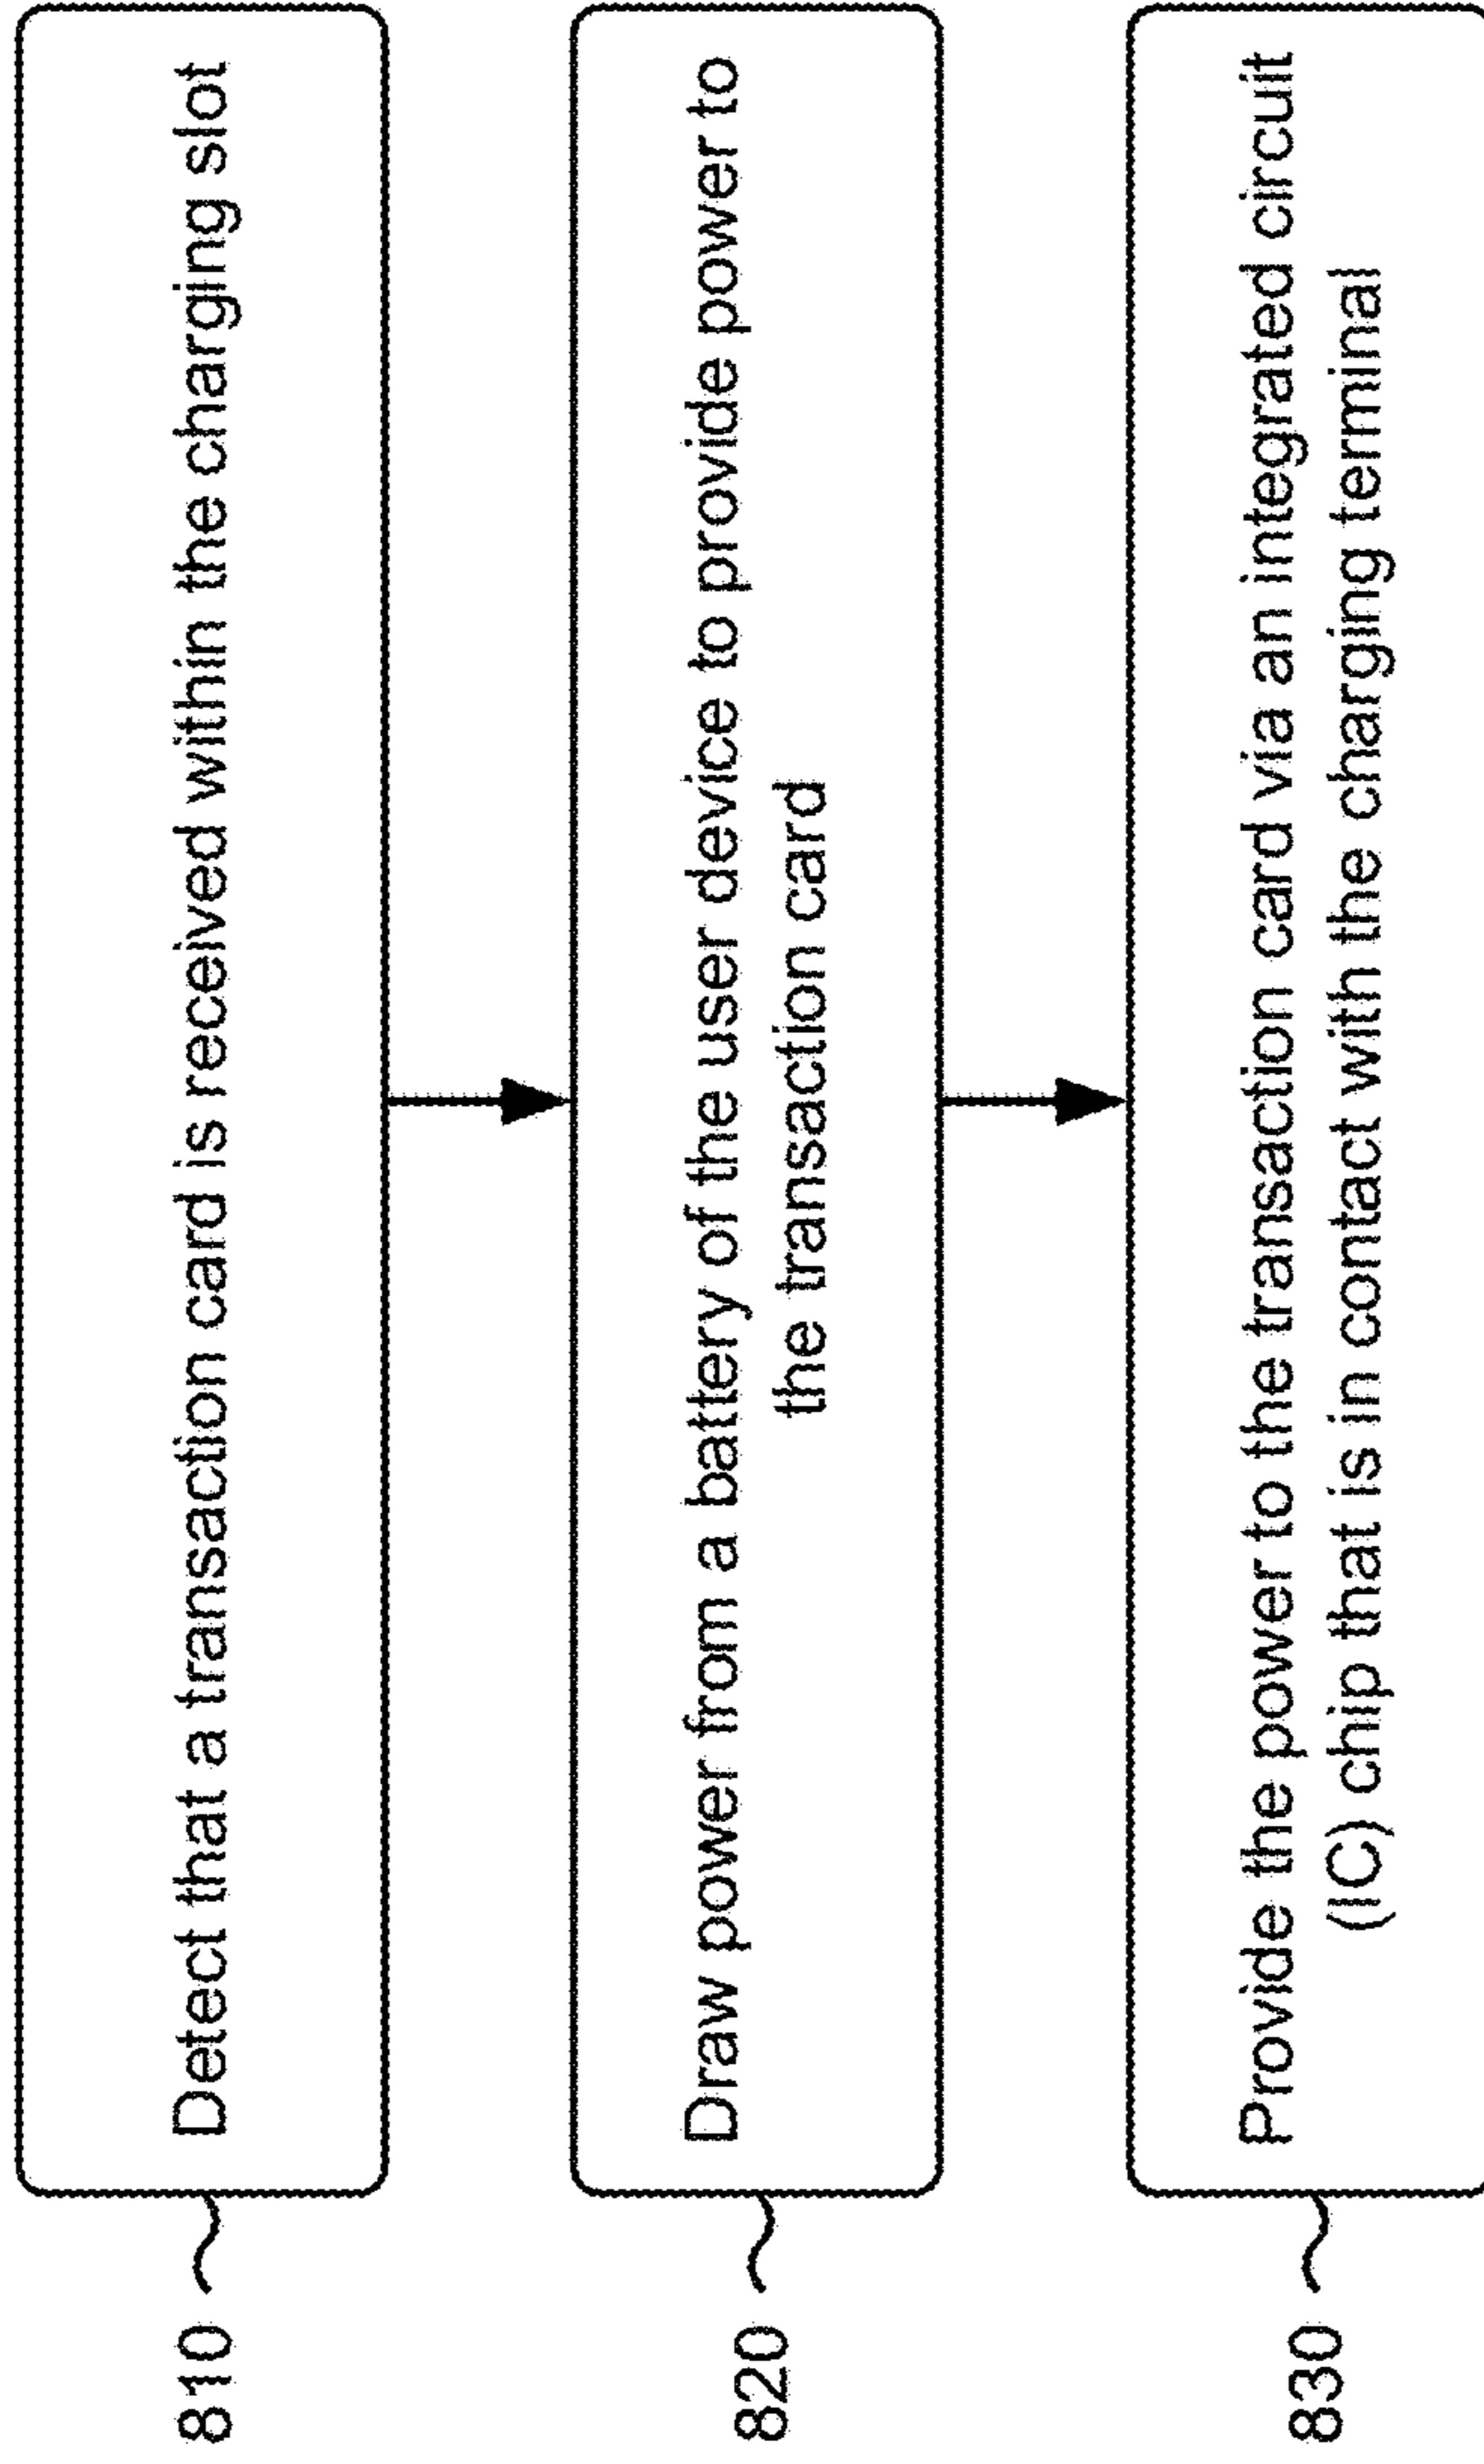 810
Detect that a transaction card is received within the charging slot
820
Draw power from a battery of the user device to provide power to
the transaction card
830
Provide the power to the transaction card via an integrated circuit
(IC) chip that is in contact with the charging terminal